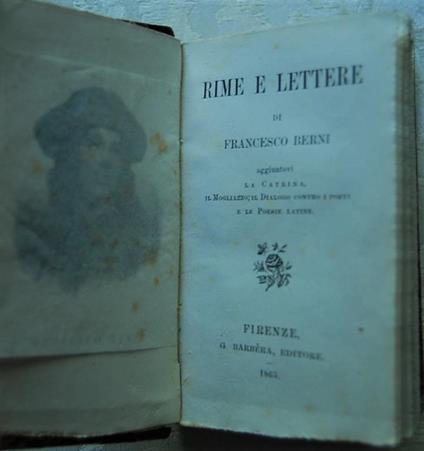 RIME E LETTERE
DI
FRANCESCO BERNI
aggiuntovi
LA CATRINA,
IL MOGLIAZZO, IL DIALOGO CONTRO I POETI
E LE POESIE LATINE.
FIRENZE,
G. BARBÈRA, EDITORE.
1865.